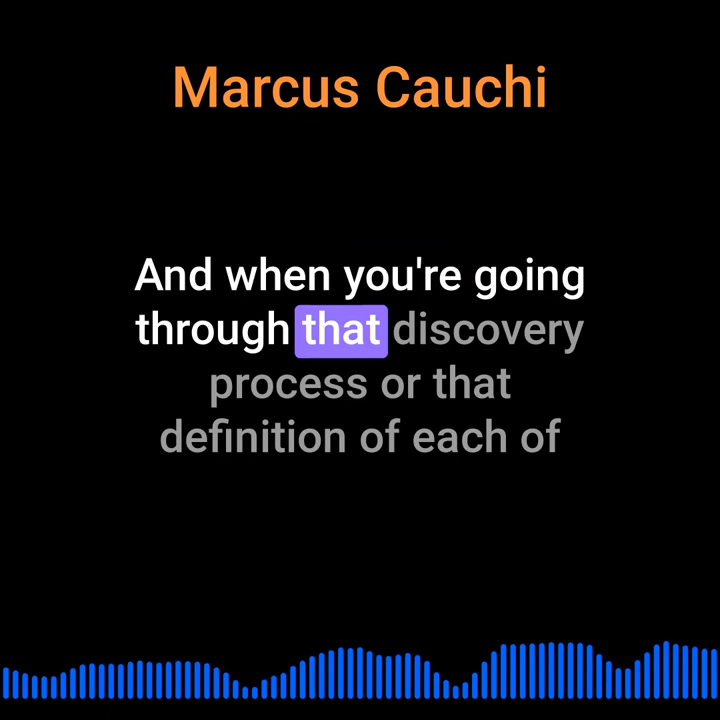 Marcus Cauchi
And when you're going
through that discovery
process or that
definition of each of